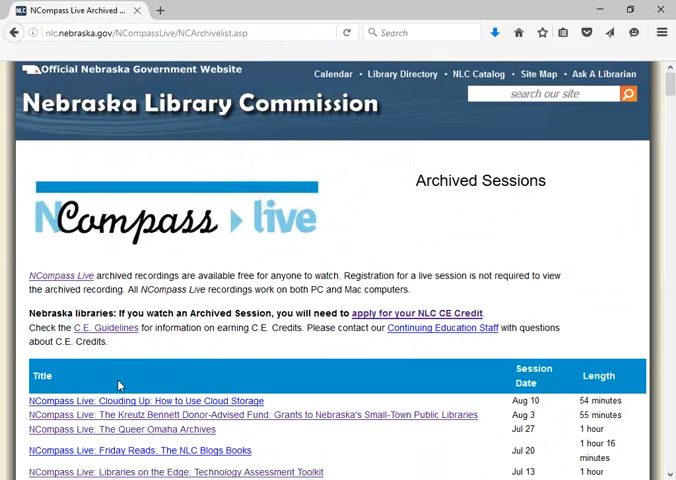 NLC NCompass Live Archived ...
nlc.nebraska.gov/NCompassLive/NCArchivelist.asp
Search
Official Nebraska Government Website
Calendar • Library Directory • NLC Catalog • Site Map • Ask A Librarian
Nebraska Library Commission
search our site
Archived Sessions
NCompass live
NCompass Live archived recordings are available free for anyone to watch. Registration for a live session is not required to view
the archived recording. All NCompass Live recordings work on both PC and Mac computers.
Nebraska libraries: If you watch an Archived Session, you will need to apply for your NLC CE Credit.
Check the C.E. Guidelines for information on earning C.E. Credits. Please contact our Continuing Education Staff with questions
about C.E. Credits.
Title Session Date Length
NCompass Live: Clouding Up: How to Use Cloud Storage Aug 10 54 minutes
NCompass Live: The Kreutz Bennett Donor-Advised Fund: Grants to Nebraska's Small-Town Public Libraries Aug 3 55 minutes
NCompass Live: The Queer Omaha Archives Jul 27 1 hour
NCompass Live: Friday Reads: The NLC Blogs Books Jul 20 1 hour 16 minutes
NCompass Live: Libraries on the Edge: Technology Assessment Toolkit Jul 13 1 hour